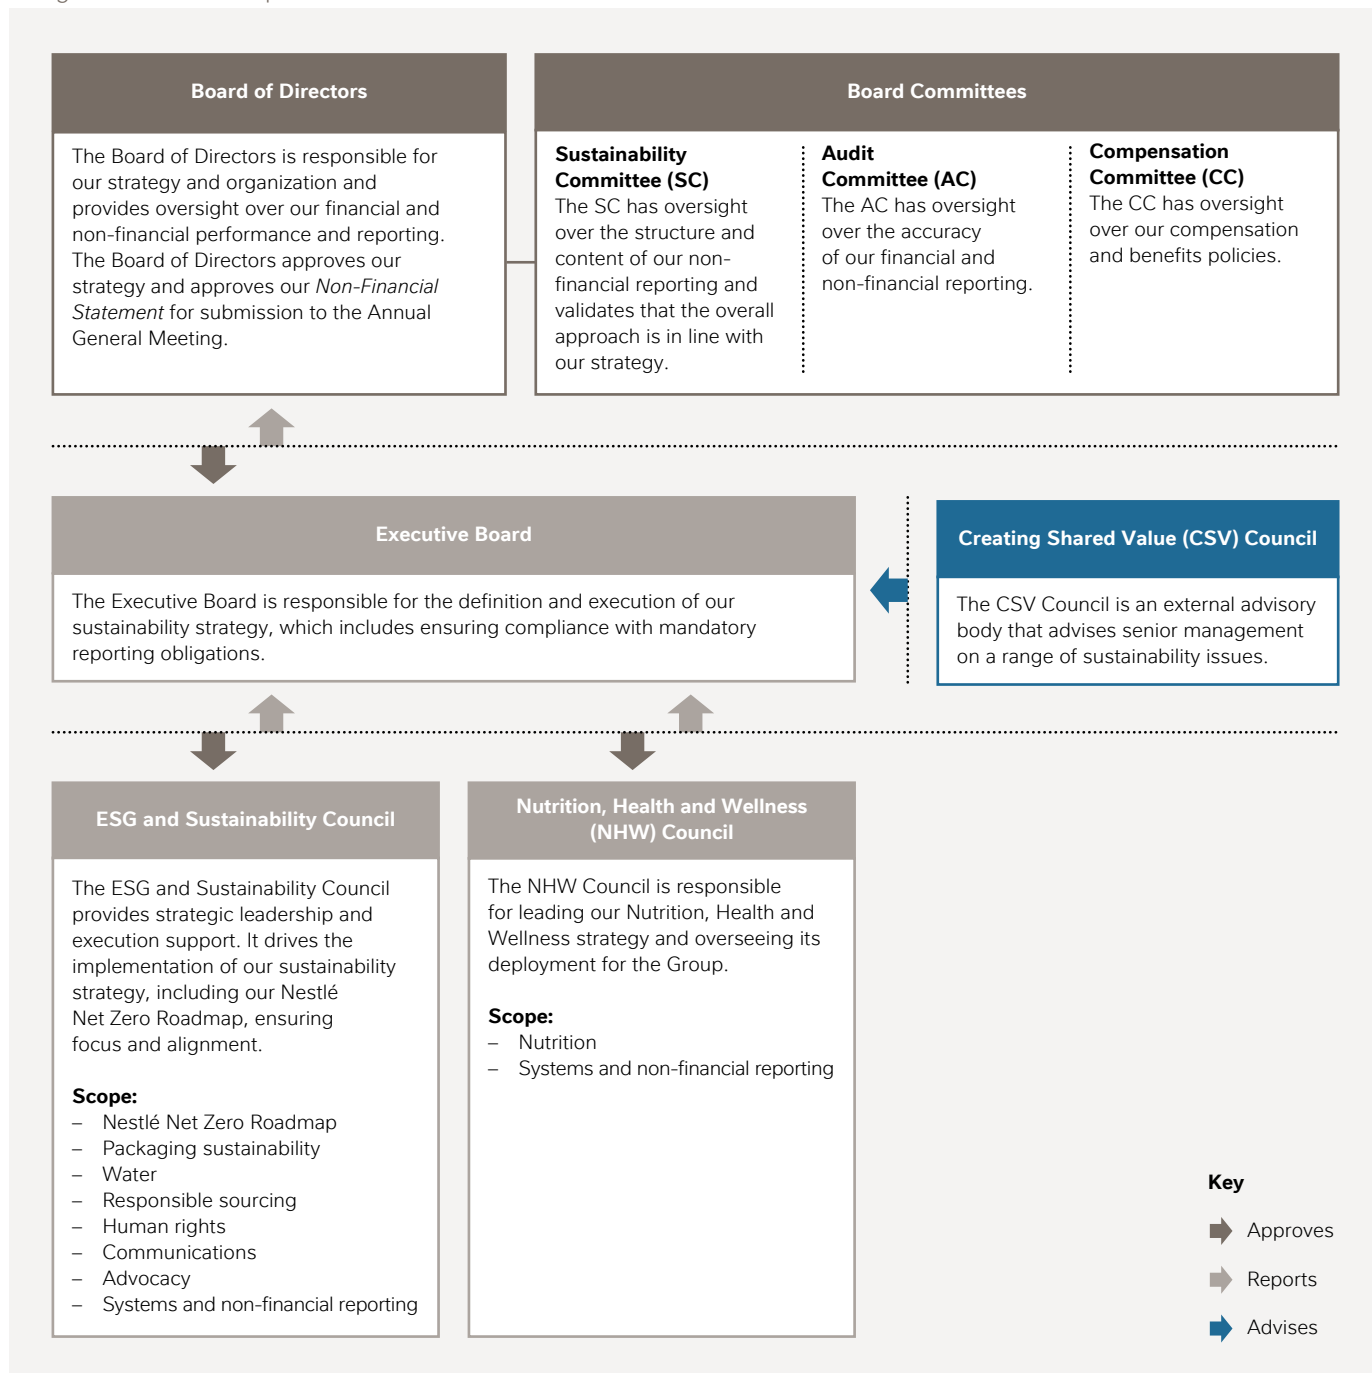 Board of Directors
The Board of Directors is responsible for
our strategy and organization and
provides oversight over our financial and
non-financial performance and reporting.
The Board of Directors approves our
strategy and approves our Non-Financial
Statement for submission to the Annual
General Meeting.
Board Committees
Sustainability
Committee (SC)
The SC has oversight
over the structure and
content of our non-
financial reporting and
validates that the overall
approach is in line with
our strategy.
Audit
Committee (AC)
The AC has oversight
over the accuracy
of our financial and
non-financial reporting.
Compensation
Committee (CC)
The CC has oversight
over our compensation
and benefits policies.
Executive Board
The Executive Board is responsible for the definition and execution of our
sustainability strategy, which includes ensuring compliance with mandatory
reporting obligations.
Creating Shared Value (CSV) Council
The CSV Council is an external advisory
body that advises senior management
on a range of sustainability issues.
ESG and Sustainability Council
The ESG and Sustainability Council
provides strategic leadership and
execution support. It drives the
implementation of our sustainability
strategy, including our Nestlé
Net Zero Roadmap, ensuring
focus and alignment.
Scope:
– Nestlé Net Zero Roadmap
– Packaging sustainability
– Water
– Responsible sourcing
– Human rights
– Communications
– Advocacy
– Systems and non-financial reporting
Nutrition, Health and Wellness
(NHW) Council
The NHW Council is responsible
for leading our Nutrition, Health and
Wellness strategy and overseeing its
deployment for the Group.
Scope:
– Nutrition
– Systems and non-financial reporting
Key
Approves
Reports
Advises